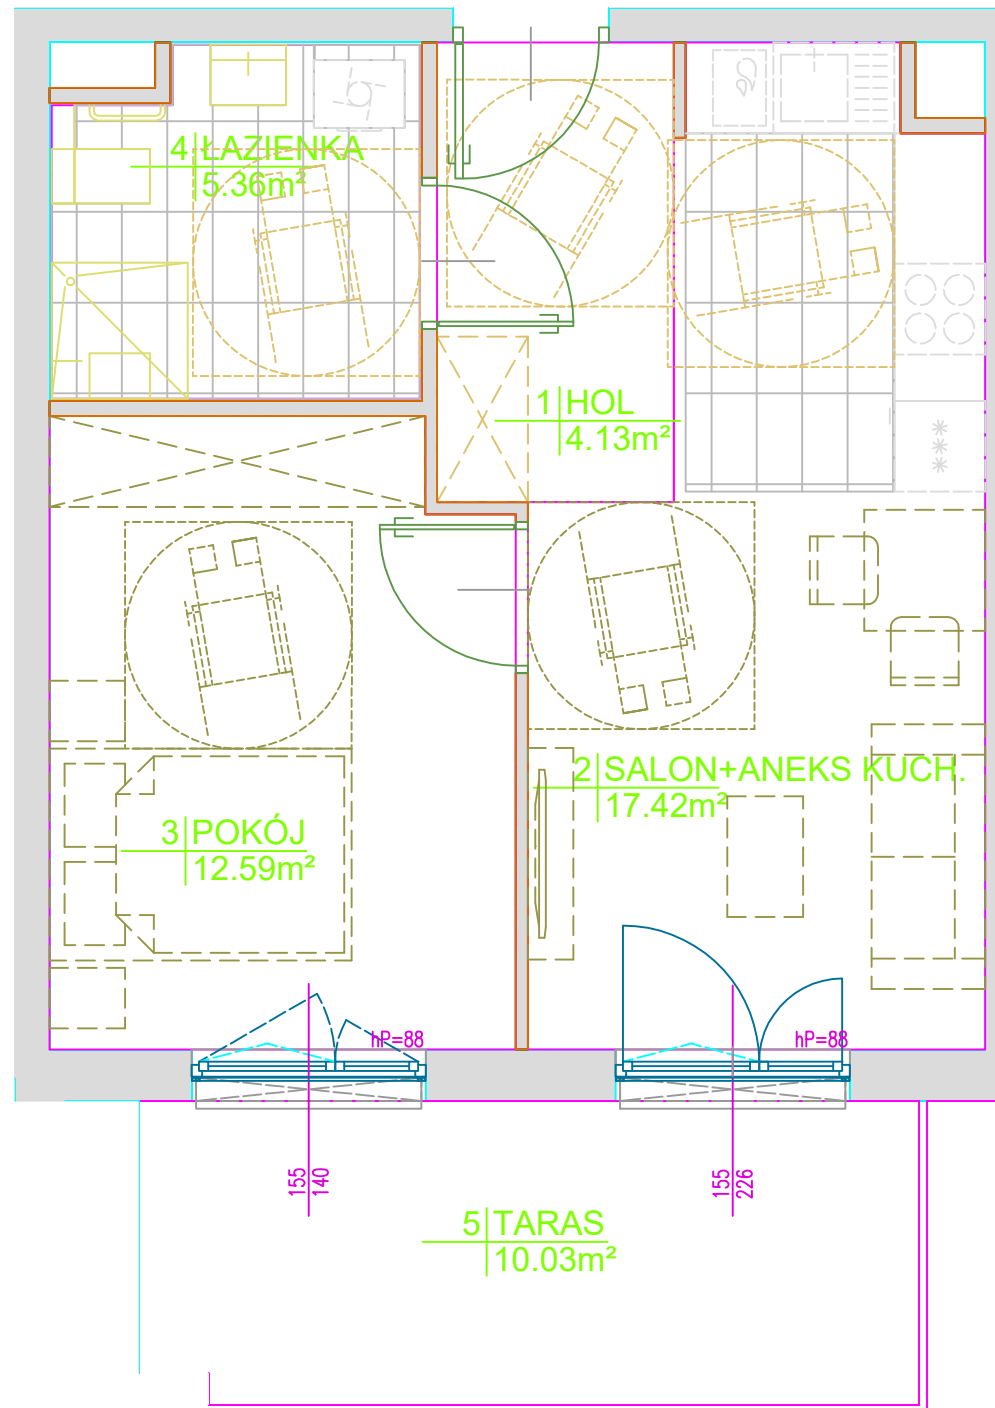 4 ŁAZIENKA
5.36m²
1 HOL
4.13m²
2 SALON+ANEKS KUCH.
17.42m²
3 POKÓJ
12.59m²
hP=88
hP=88
155
140
155
226
5 TARAS
10.03m²